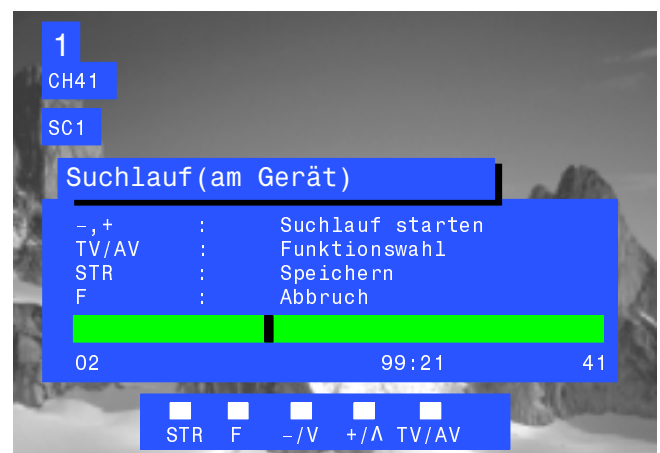 1
CH41
SC1
Suchlauf(am Gerät)
-,+ : Suchlauf starten
TV/AV : Funktionswahl
STR : Speichern
F : Abbruch
02 99:21 41
STR F -/V +/Λ TV/AV